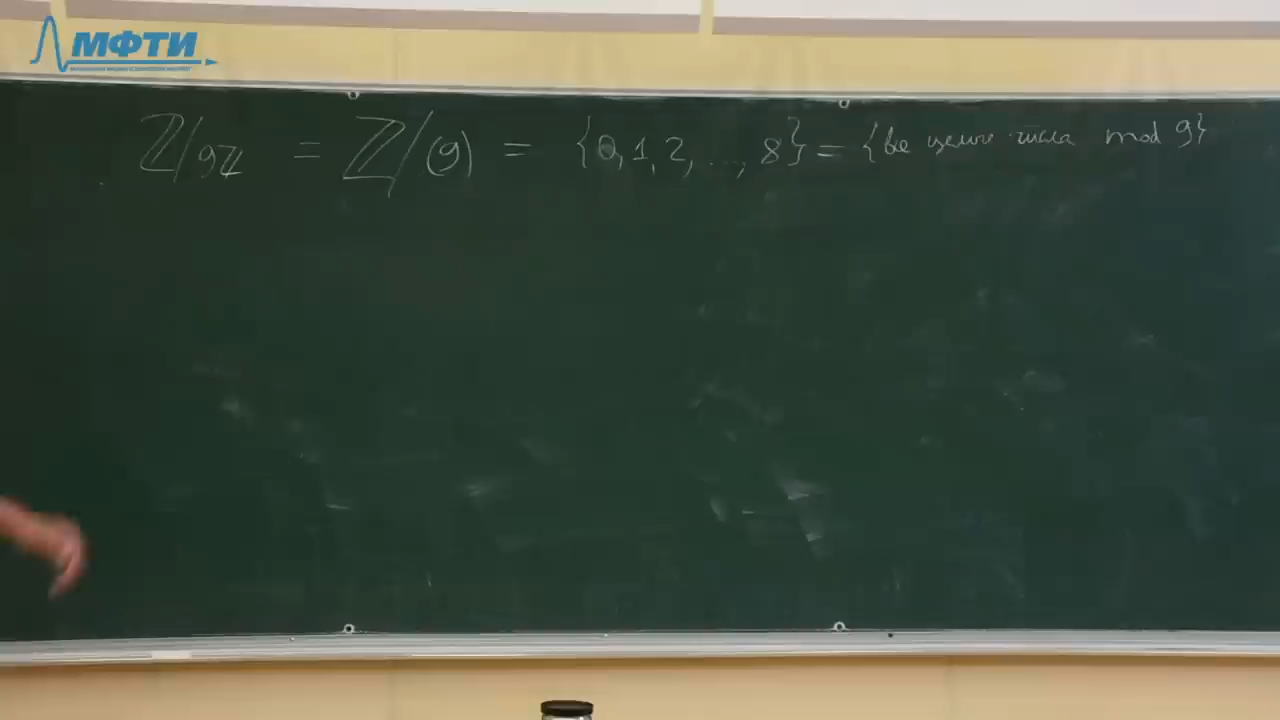 МФТИ
ℤ/9ℤ = ℤ/(9) = {0,1,2,...,8} = {все целые числа mod 9}